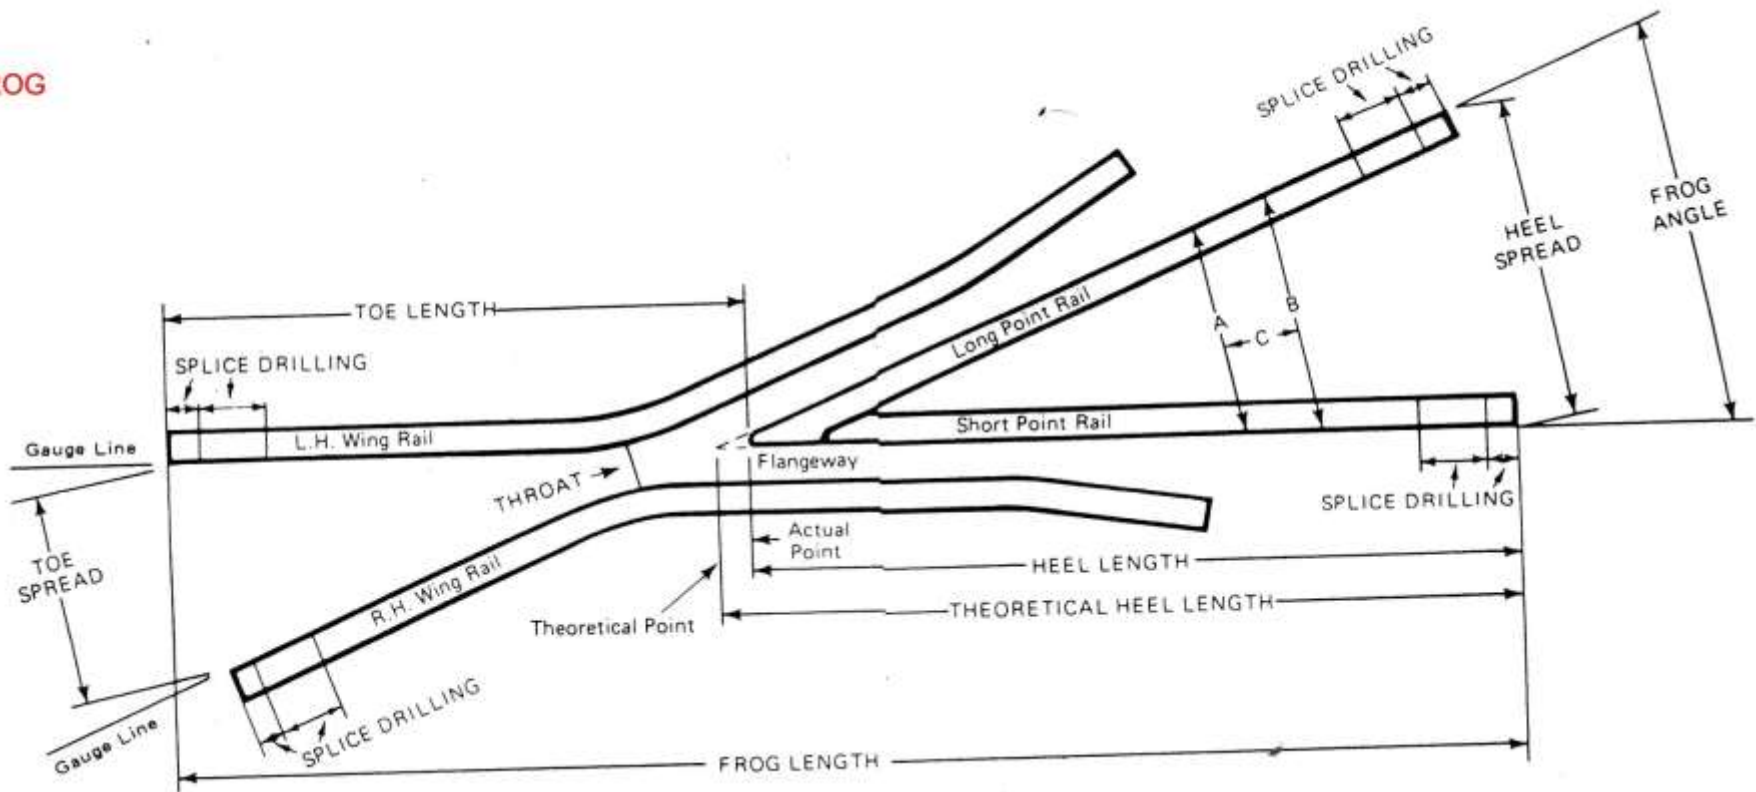 OG
SPLICE DRILLING
FROG
ANGLE
HEEL
SPREAD
TOE LENGTH
Long Point Rail
A
B
C
SPLICE DRILLING
L.H. Wing Rail
Short Point Rail
Gauge Line
Flangeway
THROAT
SPLICE DRILLING
Actual
Point
TOE
SPREAD
HEEL LENGTH
R.H. Wing Rail
THEORETICAL HEEL LENGTH
Theoretical Point
SPLICE DRILLING
Gauge Line
FROG LENGTH